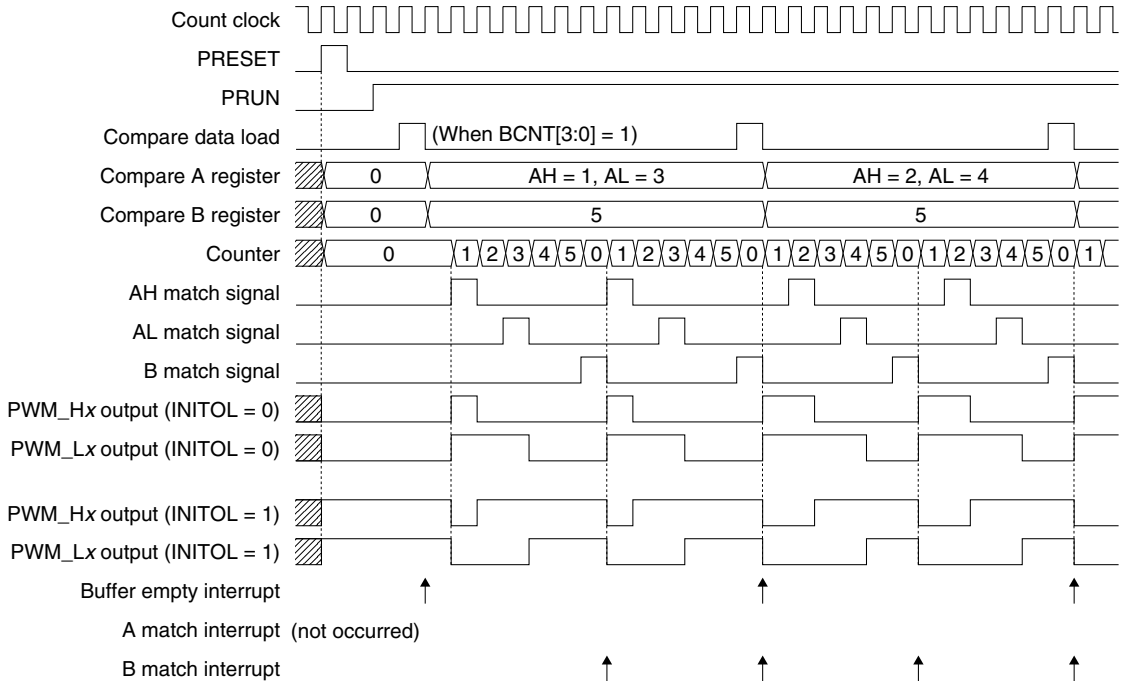 Count clock
PRESET
PRUN
Compare data load (When BCNT[3:0] = 1)
Compare A register 0 AH = 1, AL = 3 AH = 2, AL = 4
Compare B register 0 5 5
Counter 0 1 2 3 4 5 0 1 2 3 4 5 0 1 2 3 4 5 0 1 2 3 4 5 0 1
AH match signal
AL match signal
B match signal
PWM_Hx output (INITOL = 0)
PWM_Lx output (INITOL = 0)
PWM_Hx output (INITOL = 1)
PWM_Lx output (INITOL = 1)
Buffer empty interrupt
A match interrupt (not occurred)
B match interrupt